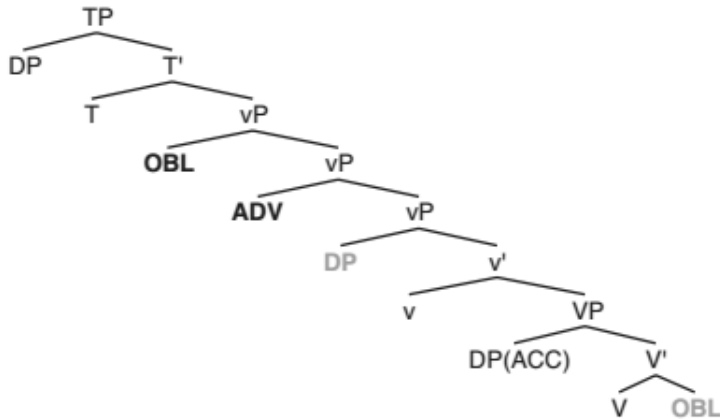 TP
DP T'
T vP
OBL vP
ADV vP
DP v'
v VP
DP(ACC) V'
V OBL